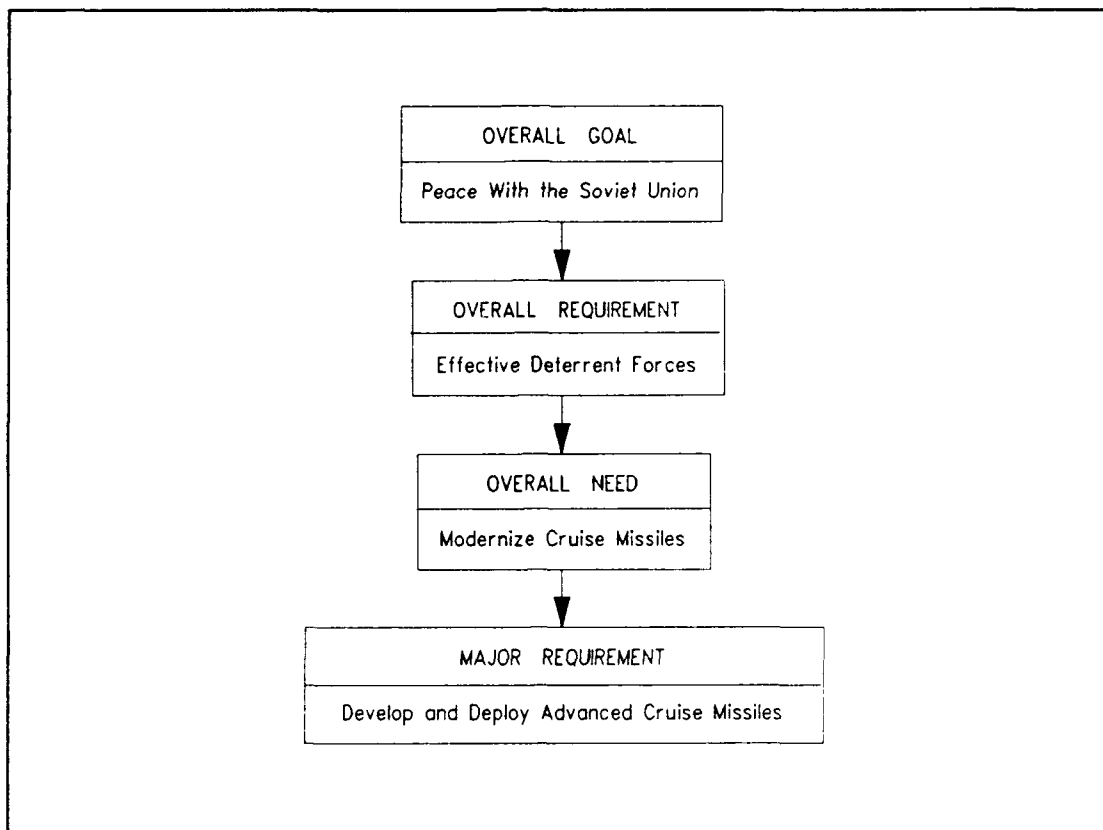 OVERALL GOAL
Peace With the Soviet Union
OVERALL REQUIREMENT
Effective Deterrent Forces
OVERALL NEED
Modernize Cruise Missiles
MAJOR REQUIREMENT
Develop and Deploy Advanced Cruise Missiles